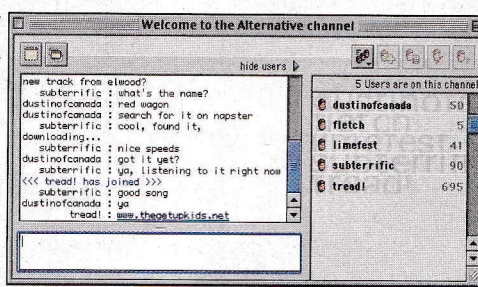 Welcome to the Alternative channel
hide users
new track from elwood?
subterrific : what's the name?
dustinofcanada : red wagon
dustinofcanada : search for it on napster
subterrific : cool, found it,
downloading...
subterrific : nice speeds
dustinofcanada : got it yet?
subterrific : ya, listening to it right now
<<< tread! has joined >>>
subterrific : good song
dustinofcanada : ya
tread! : www.thegetupkids.net
5 Users are on this channel
dustinofcanada 50
fletch 5
limefest 41
subterrific 90
tread! 695